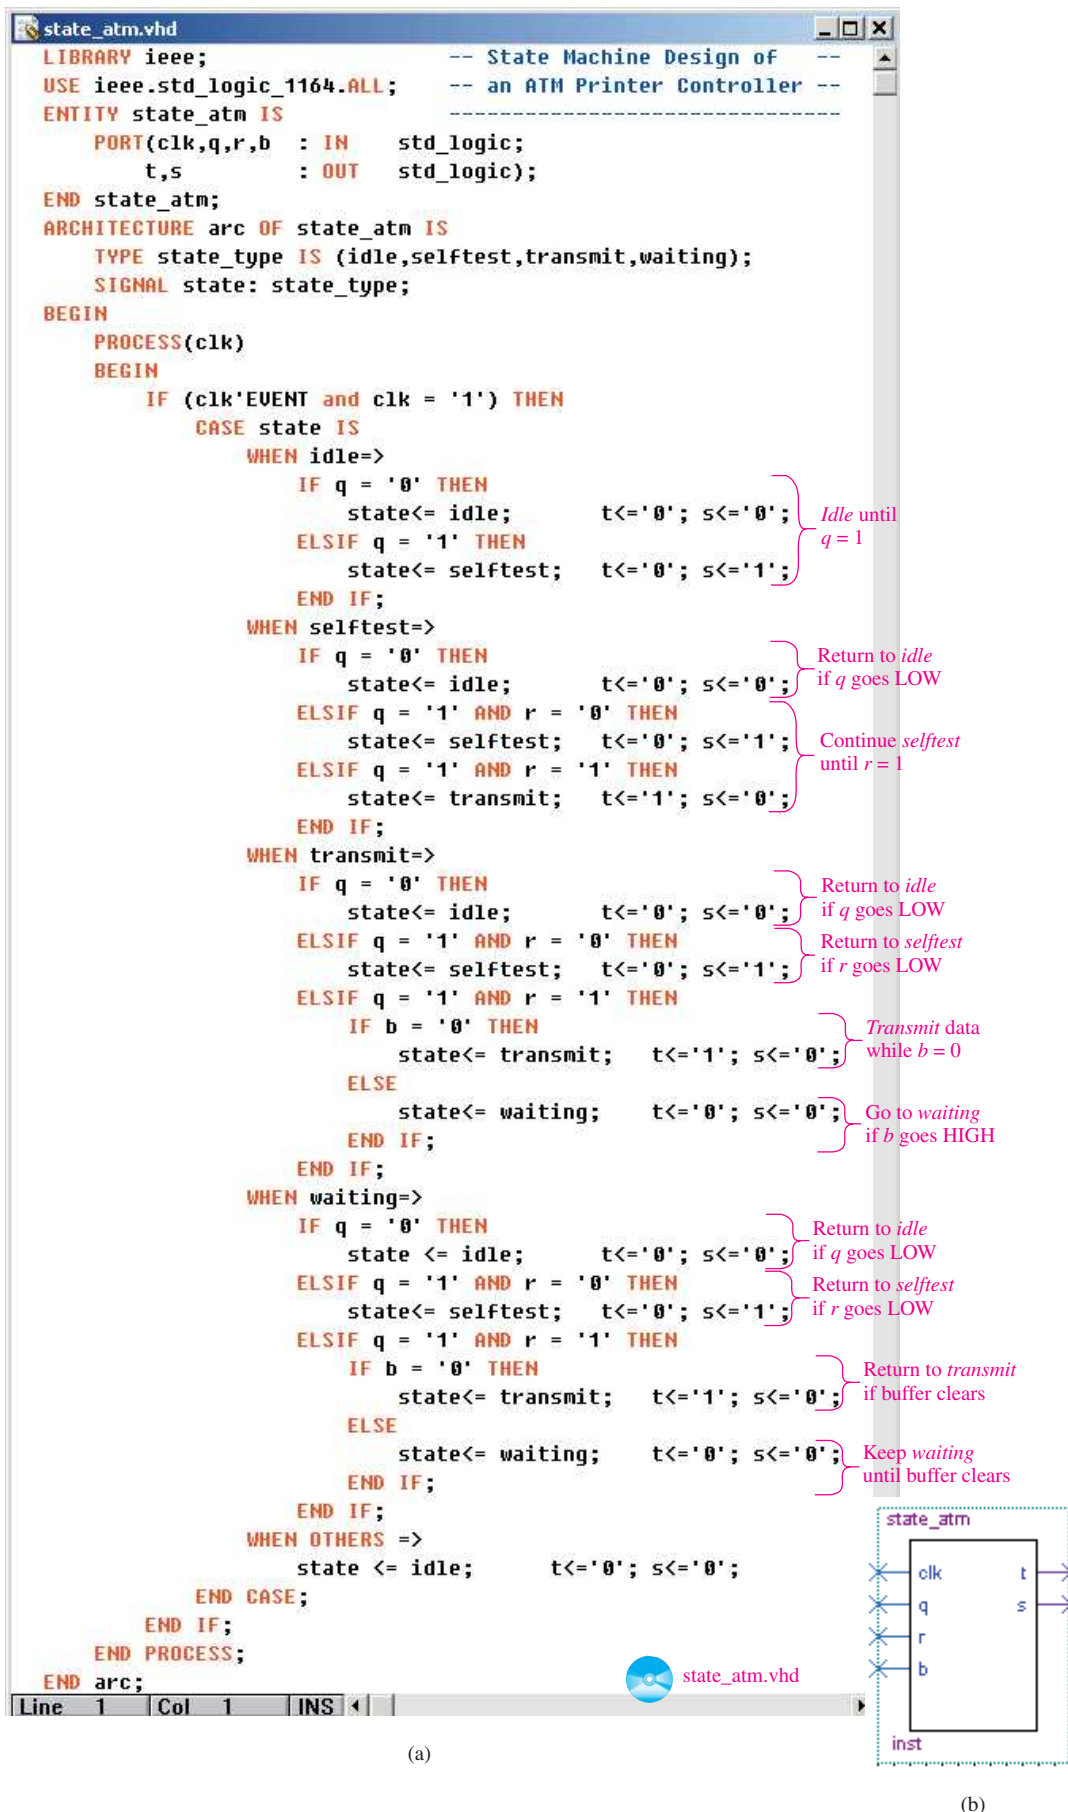 state_atm.vhd
LIBRARY ieee; -- State Machine Design of --
USE ieee.std_logic_1164.ALL; -- an ATM Printer Controller --
ENTITY state_atm IS -------------------------------
PORT(clk,q,r,b : IN std_logic;
t,s : OUT std_logic);
END state_atm;
ARCHITECTURE arc OF state_atm IS
TYPE state_type IS (idle,selftest,transmit,waiting);
SIGNAL state: state_type;
BEGIN
PROCESS(clk)
BEGIN
IF (clk'EVENT and clk = '1') THEN
CASE state IS
WHEN idle=>
IF q = '0' THEN
state<= idle; t<='0'; s<='0';
ELSIF q = '1' THEN
state<= selftest; t<='0'; s<='1';
END IF;
Idle until
q = 1
WHEN selftest=>
IF q = '0' THEN
state<= idle; t<='0'; s<='0';
Return to idle
if q goes LOW
ELSIF q = '1' AND r = '0' THEN
state<= selftest; t<='0'; s<='1';
ELSIF q = '1' AND r = '1' THEN
state<= transmit; t<='1'; s<='0';
Continue selftest
until r = 1
END IF;
WHEN transmit=>
IF q = '0' THEN
state<= idle; t<='0'; s<='0';
Return to idle
if q goes LOW
ELSIF q = '1' AND r = '0' THEN
state<= selftest; t<='0'; s<='1';
Return to selftest
if r goes LOW
ELSIF q = '1' AND r = '1' THEN
IF b = '0' THEN
state<= transmit; t<='1'; s<='0';
Transmit data
while b = 0
ELSE
state<= waiting; t<='0'; s<='0';
END IF;
Go to waiting
if b goes HIGH
END IF;
WHEN waiting=>
IF q = '0' THEN
state <= idle; t<='0'; s<='0';
Return to idle
if q goes LOW
ELSIF q = '1' AND r = '0' THEN
state<= selftest; t<='0'; s<='1';
Return to selftest
if r goes LOW
ELSIF q = '1' AND r = '1' THEN
IF b = '0' THEN
state<= transmit; t<='1'; s<='0';
Return to transmit
if buffer clears
ELSE
state<= waiting; t<='0'; s<='0';
END IF;
Keep waiting
until buffer clears
END IF;
WHEN OTHERS =>
state <= idle; t<='0'; s<='0';
END CASE;
END IF;
END PROCESS;
END arc;
state_atm.vhd
Line 1 Col 1 INS
(a)
state_atm
clk t
q s
r
b
inst
(b)